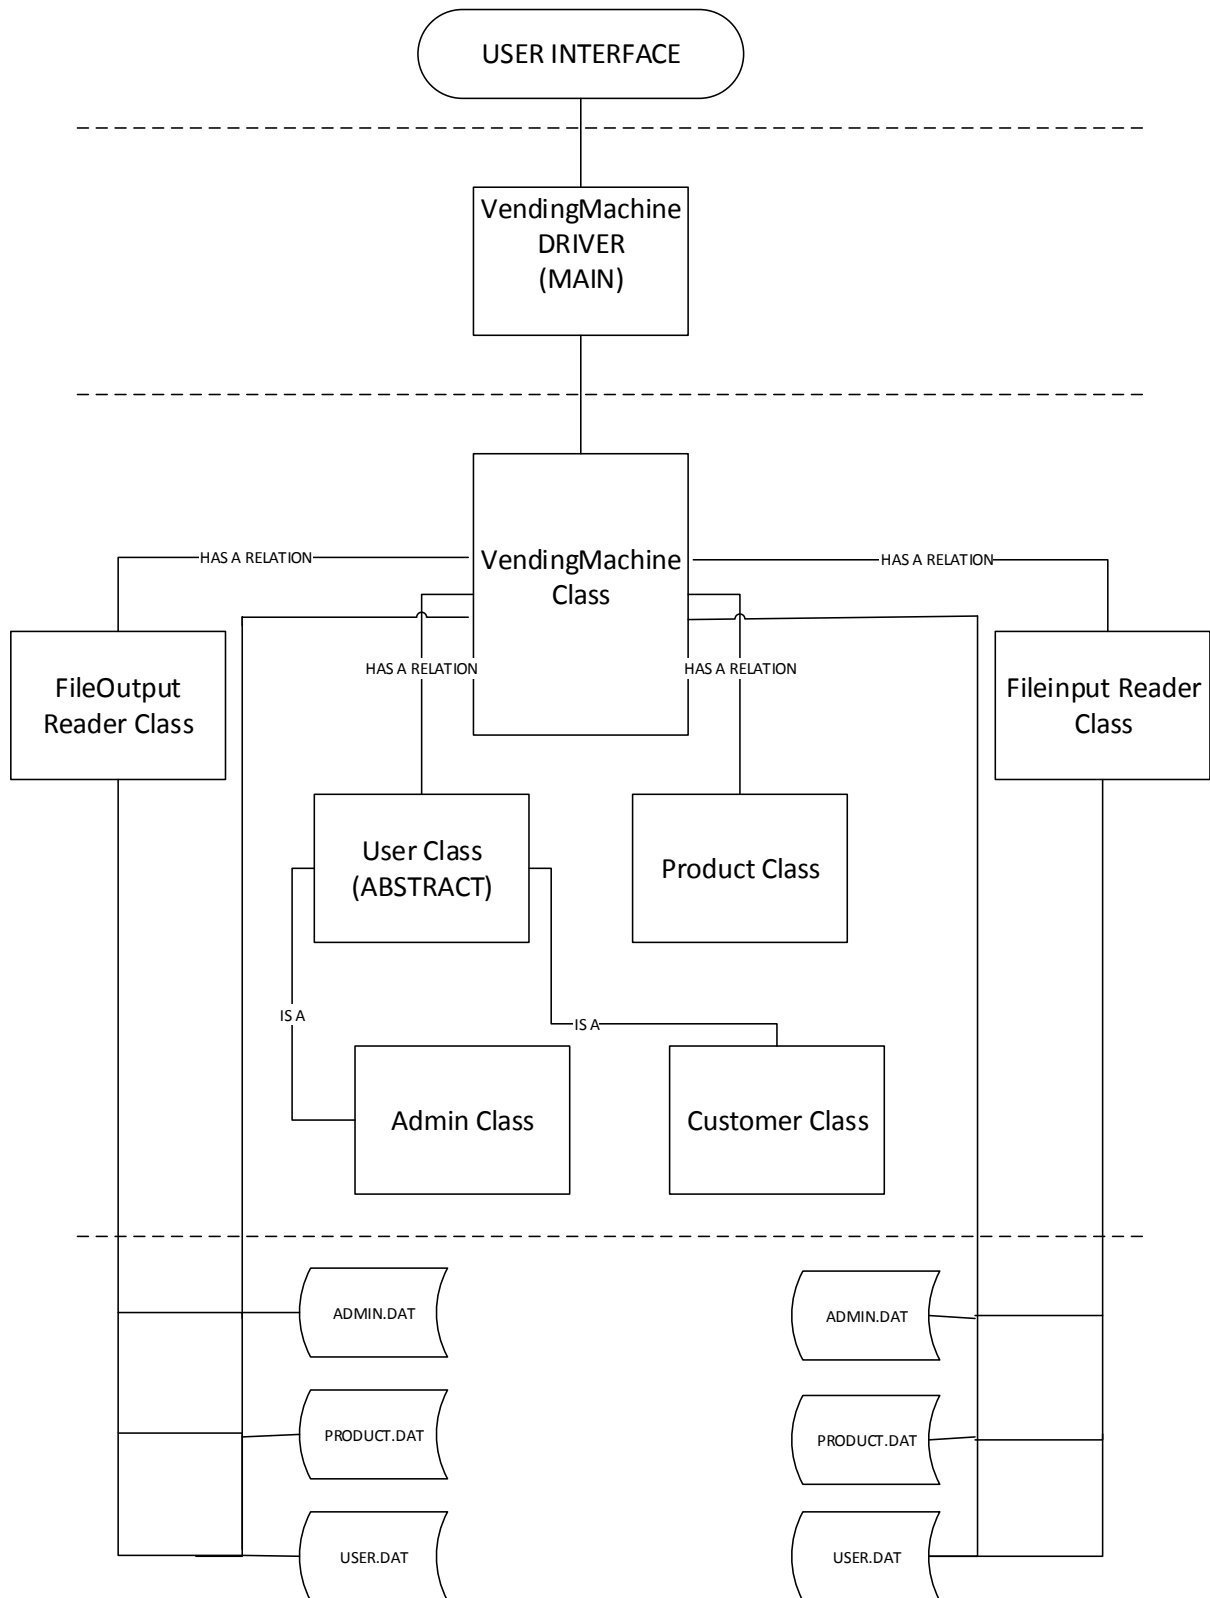 USER INTERFACE
VendingMachine
DRIVER
(MAIN)
VendingMachine
Class
HAS A RELATION
HAS A RELATION
HAS A RELATION
HAS A RELATION
FileOutput
Reader Class
Fileinput Reader
Class
User Class
(ABSTRACT)
Product Class
IS A
IS A
Admin Class
Customer Class
ADMIN.DAT
ADMIN.DAT
PRODUCT.DAT
PRODUCT.DAT
USER.DAT
USER.DAT